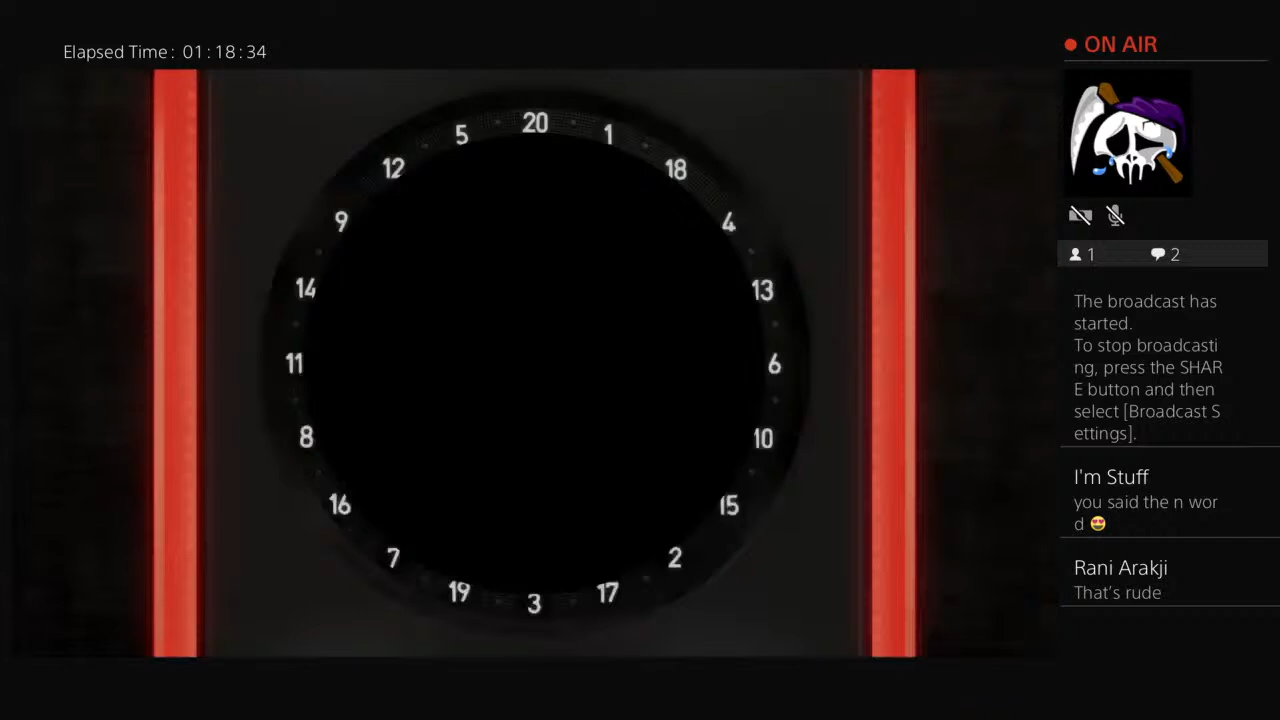 Elapsed Time: 01:18:34
ON AIR
20
1
18
4
13
6
10
15
2
17
3
19
7
16
8
11
14
9
12
5
1
2
The broadcast has
started.
To stop broadcasti
ng, press the SHAR
E button and then
select [Broadcast S
ettings].
I'm Stuff
you said the n wor
d 😍
Rani Arakji
That's rude